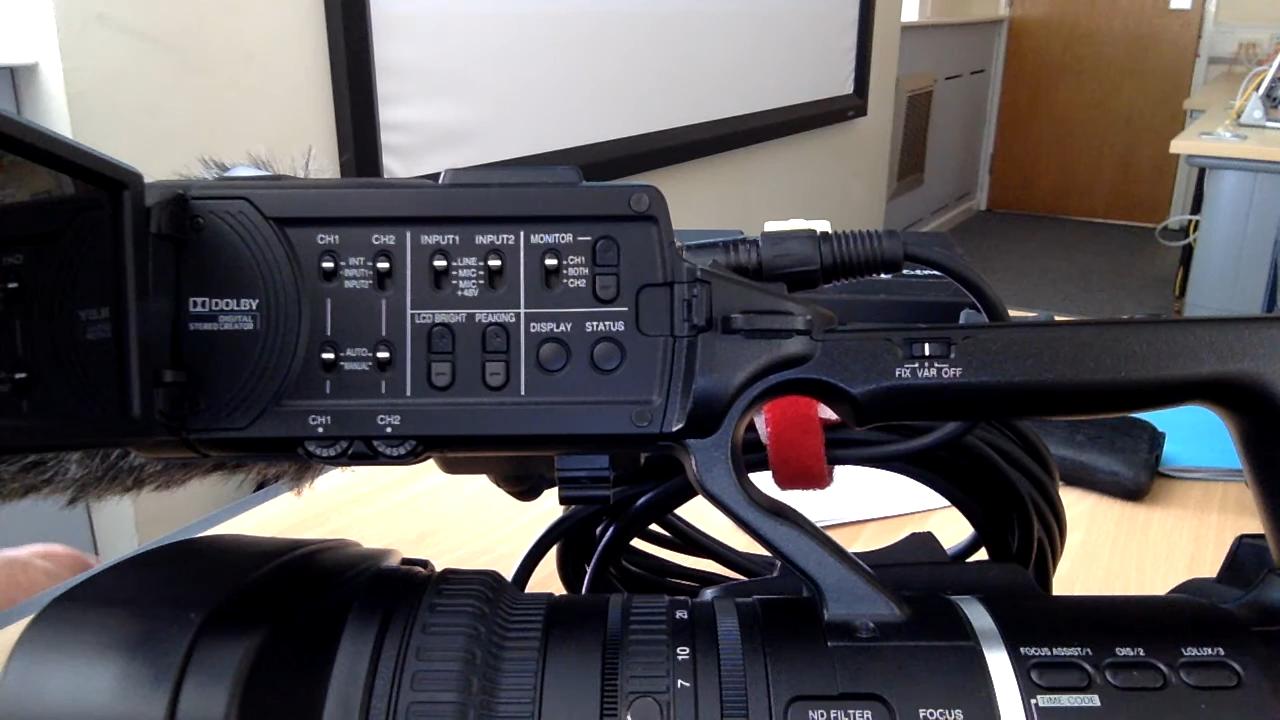 CH1 CH2
INT
INPUT1
INPUT2
AUTO
MANUAL
CH1 CH2
DOLBY
DIGITAL
STEREO CREATOR
INPUT1 INPUT2
LINE
MIC
MIC
+48V
LCD BRIGHT PEAKING
MONITOR
CH1
BOTH
CH2
DISPLAY STATUS
FIX VAR OFF
20
10
7
FOCUS ASSIST/1 OIS/2 LOLUX/3
TIME CODE
ND FILTER FOCUS